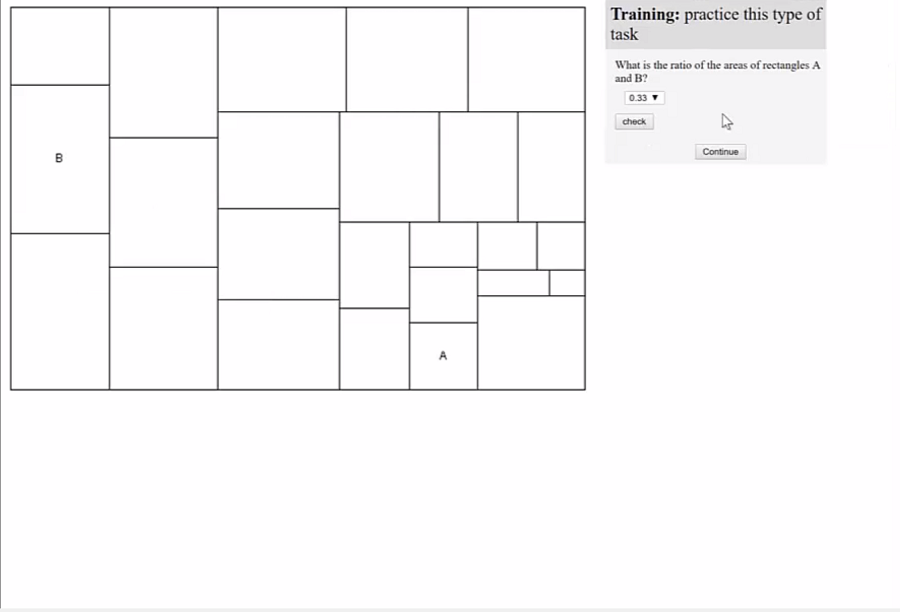 Training: practice this type of
task
What is the ratio of the areas of rectangles A
and B?
0.33 ▼
check
Continue
B
A